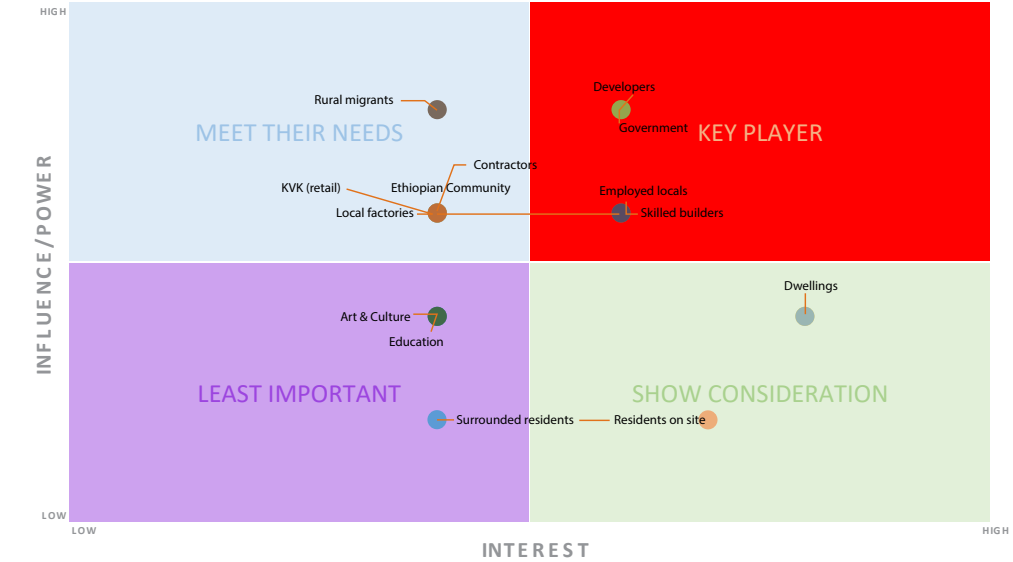 HIGH
Developers
Rural migrants
Government
MEET THEIR NEEDS
KEY PLAYER
Contractors
KVK (retail)
Ethiopian Community
Employed locals
Local factories
Skilled builders
INFLUENCE/POWER
Dwellings
Art & Culture
Education
LEAST IMPORTANT
SHOW CONSIDERATION
Surrounded residents
Residents on site
LOW
LOW
HIGH
INTEREST